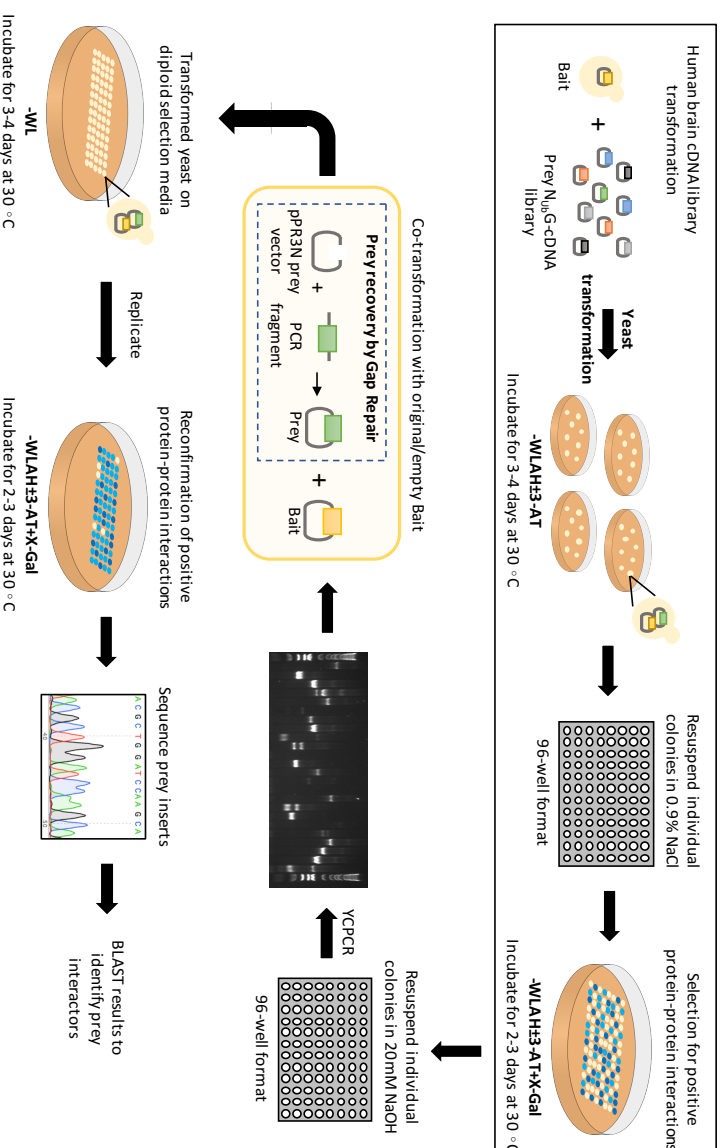 Human brain cDNA library
transformation
Bait
+
Prey NUbG-cDNA
library
Yeast
transformation
-WLAH±3-AT
Incubate for 3-4 days at 30 °C
Resuspend individual
colonies in 0.9% NaCl
96-well format
Selection for positive
protein-protein interactions
-WLAH±3-AT+X-Gal
Incubate for 2-3 days at 30 °C
Resuspend individual
colonies in 20mM NaOH
96-well format
YCPCR
Co-transformation with original/empty Bait
Prey recovery by Gap Repair
pPR3N prey
vector
+
PCR
fragment
Prey
+
Bait
Transformed yeast on
diploid selection media
-WL
Incubate for 3-4 days at 30 °C
Replicate
Reconfirmation of positive
protein-protein interactions
-WLAH±3-AT+X-Gal
Incubate for 2-3 days at 30 °C
Sequence prey inserts
A C G C T G G A T C C A A G C A
40 50
BLAST results to
identify prey
interactors